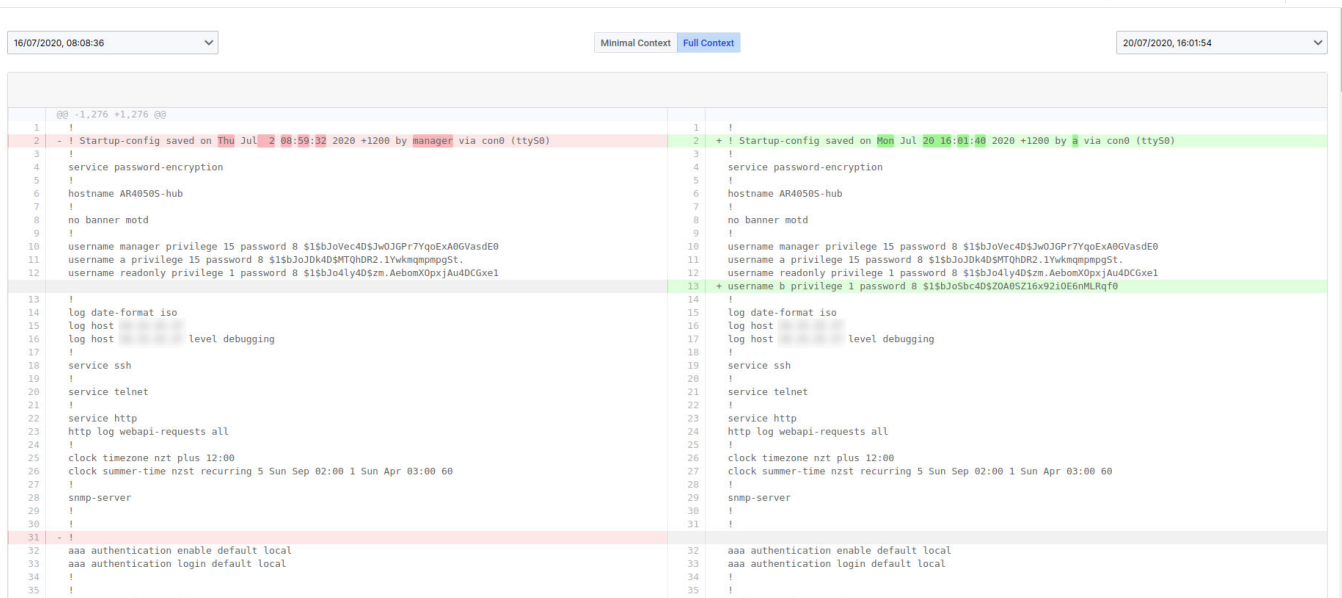 16/07/2020, 08:08:36
Minimal Context Full Context
20/07/2020, 16:01:54
@@ -1,276 +1,276 @@
1 !
2 - ! Startup-config saved on Thu Jul  2 08:59:32 2020 +1200 by manager via con0 (ttyS0)
3 !
4 service password-encryption
5 !
6 hostname AR4050S-hub
7 !
8 no banner motd
9 !
10 username manager privilege 15 password 8 $1$bJoVec4D$JwOJGPr7YqoExA0GVasdE0
11 username a privilege 15 password 8 $1$bJoJDk4D$MTQhDR2.1YwkmqmpmpgSt.
12 username readonly privilege 1 password 8 $1$bJo4ly4D$zm.AebomXOpxjAu4DCGxe1
13 !
14 log date-format iso
15 log host
16 log host level debugging
17 !
18 service ssh
19 !
20 service telnet
21 !
22 service http
23 http log webapi-requests all
24 !
25 clock timezone nzt plus 12:00
26 clock summer-time nzst recurring 5 Sun Sep 02:00 1 Sun Apr 03:00 60
27 !
28 snmp-server
29 !
30 !
31 - !
32 aaa authentication enable default local
33 aaa authentication login default local
34 !
35 !
1 !
2 + ! Startup-config saved on Mon Jul 20 16:01:40 2020 +1200 by a via con0 (ttyS0)
3 !
4 service password-encryption
5 !
6 hostname AR4050S-hub
7 !
8 no banner motd
9 !
10 username manager privilege 15 password 8 $1$bJoVec4D$JwOJGPr7YqoExA0GVasdE0
11 username a privilege 15 password 8 $1$bJoJDk4D$MTQhDR2.1YwkmqmpmpgSt.
12 username readonly privilege 1 password 8 $1$bJo4ly4D$zm.AebomXOpxjAu4DCGxe1
13 + username b privilege 1 password 8 $1$bJoSbc4D$ZOA0SZ16x92iOE6nMLRqf0
14 !
15 log date-format iso
16 log host
17 log host level debugging
18 !
19 service ssh
20 !
21 service telnet
22 !
23 service http
24 http log webapi-requests all
25 !
26 clock timezone nzt plus 12:00
27 clock summer-time nzst recurring 5 Sun Sep 02:00 1 Sun Apr 03:00 60
28 !
29 snmp-server
30 !
31 !
32 aaa authentication enable default local
33 aaa authentication login default local
34 !
35 !